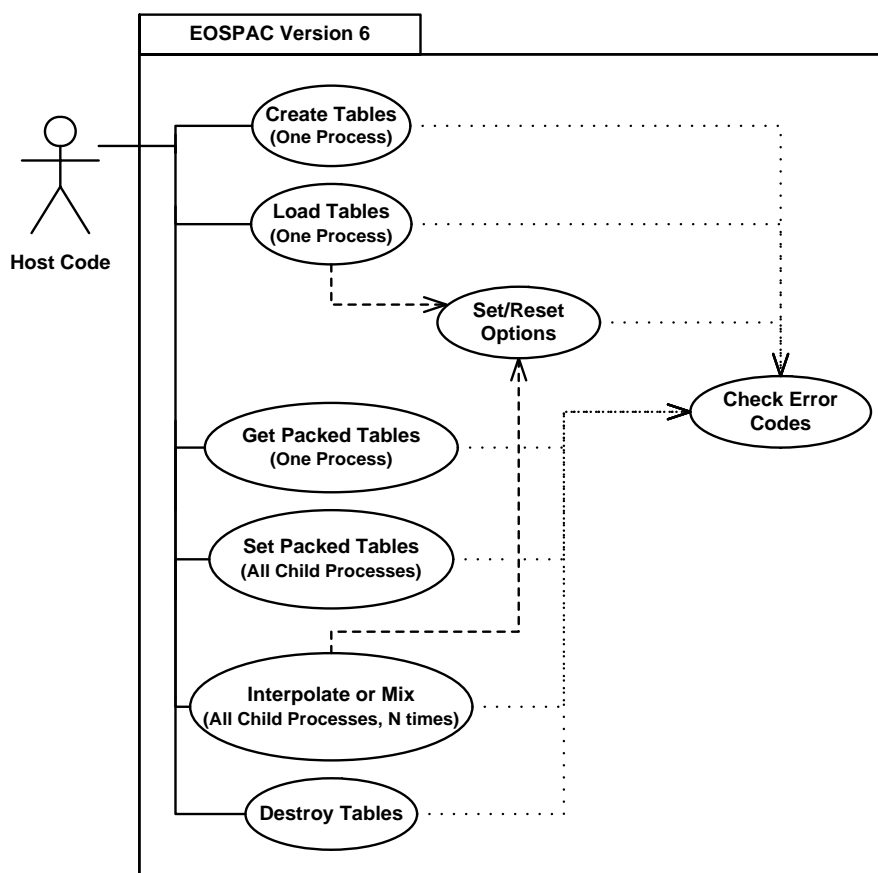 EOSPAC Version 6
Create Tables
(One Process)
Load Tables
(One Process)
Host Code
Set/Reset
Options
Check Error
Codes
Get Packed Tables
(One Process)
Set Packed Tables
(All Child Processes)
Interpolate or Mix
(All Child Processes, N times)
Destroy Tables